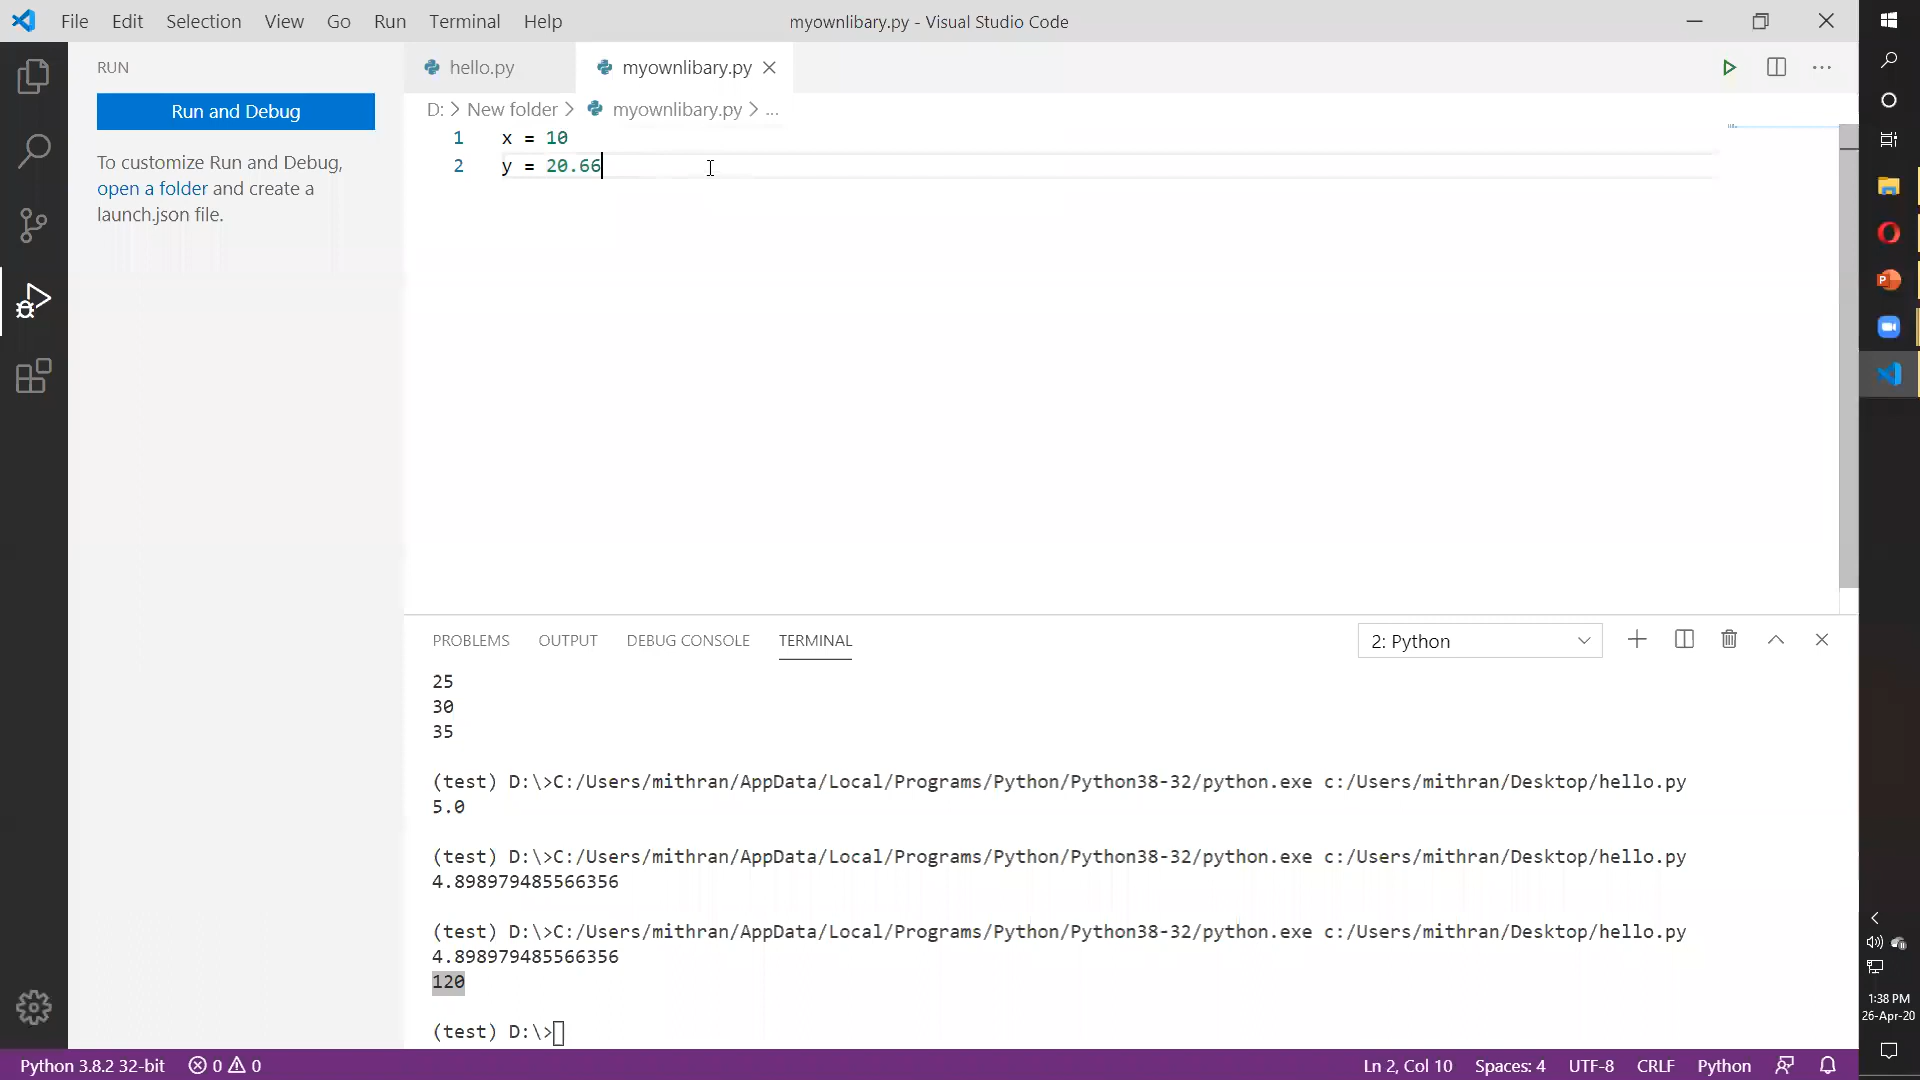 File Edit Selection View Go Run Terminal Help
myownlibary.py - Visual Studio Code
RUN
Run and Debug
To customize Run and Debug,
open a folder and create a
launch.json file.
hello.py
myownlibary.py
D: > New folder > myownlibary.py > ...
1 x = 10
2 y = 20.66
PROBLEMS OUTPUT DEBUG CONSOLE TERMINAL
2: Python
25
30
35
(test) D:\>C:/Users/mithran/AppData/Local/Programs/Python/Python38-32/python.exe c:/Users/mithran/Desktop/hello.py
5.0
(test) D:\>C:/Users/mithran/AppData/Local/Programs/Python/Python38-32/python.exe c:/Users/mithran/Desktop/hello.py
4.898979485566356
(test) D:\>C:/Users/mithran/AppData/Local/Programs/Python/Python38-32/python.exe c:/Users/mithran/Desktop/hello.py
4.898979485566356
120
(test) D:\>
Python 3.8.2 32-bit 0 0
Ln 2, Col 10 Spaces: 4 UTF-8 CRLF Python
1:38 PM
26-Apr-20